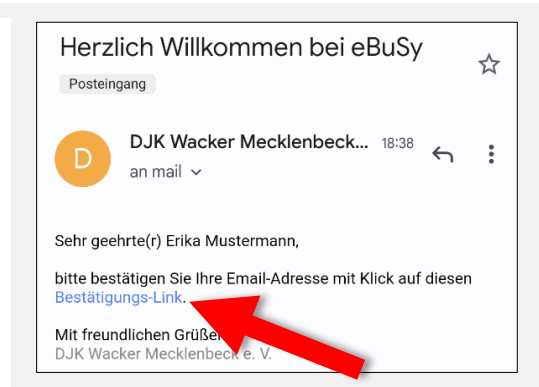 Herzlich Willkommen bei eBuSy
Posteingang
D
DJK Wacker Mecklenbeck... 18:38
an mail
Sehr geehrte(r) Erika Mustermann,
bitte bestätigen Sie Ihre Email-Adresse mit Klick auf diesen
Bestätigungs-Link.
Mit freundlichen Grüße
DJK Wacker Mecklenbeck e. V.